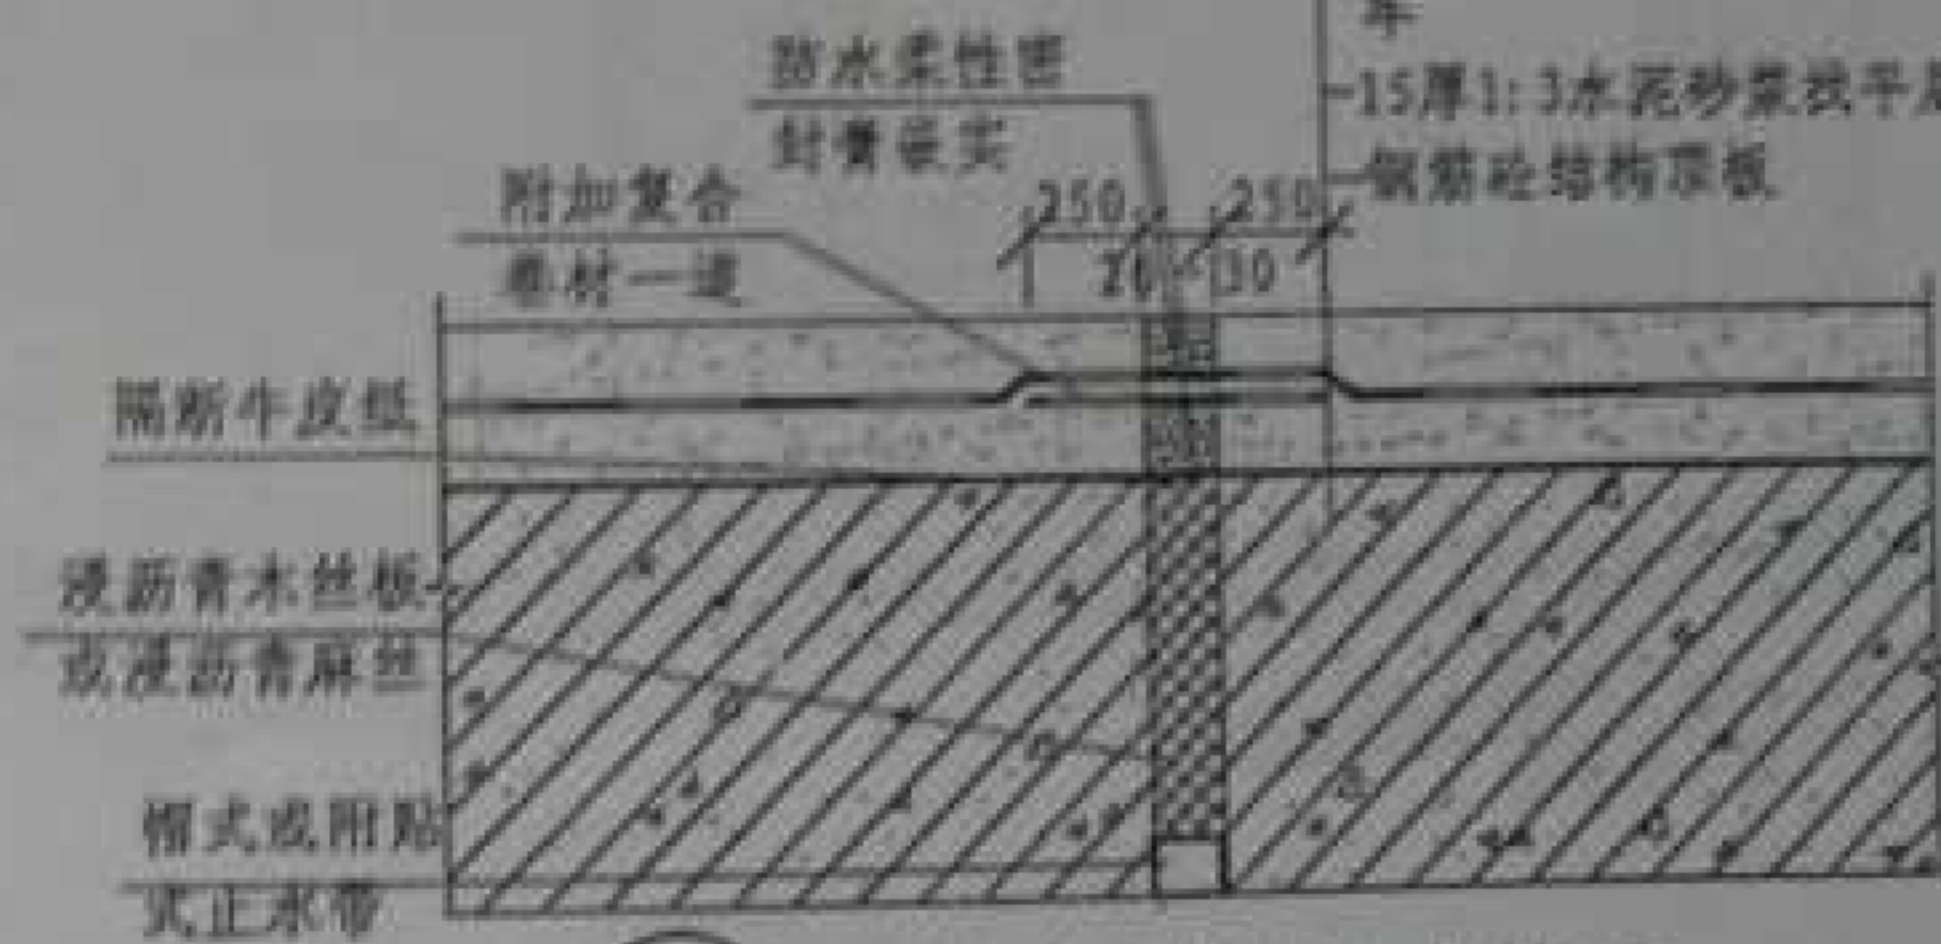 防水柔性密
封膏嵌实
15厚1:3水泥砂浆找平层
钢筋砼结构顶板
附加复合
卷材一道
250
250
30
隔断牛皮纸
浸沥青木丝板
或浸沥青麻丝
帽式或附贴
式止水带